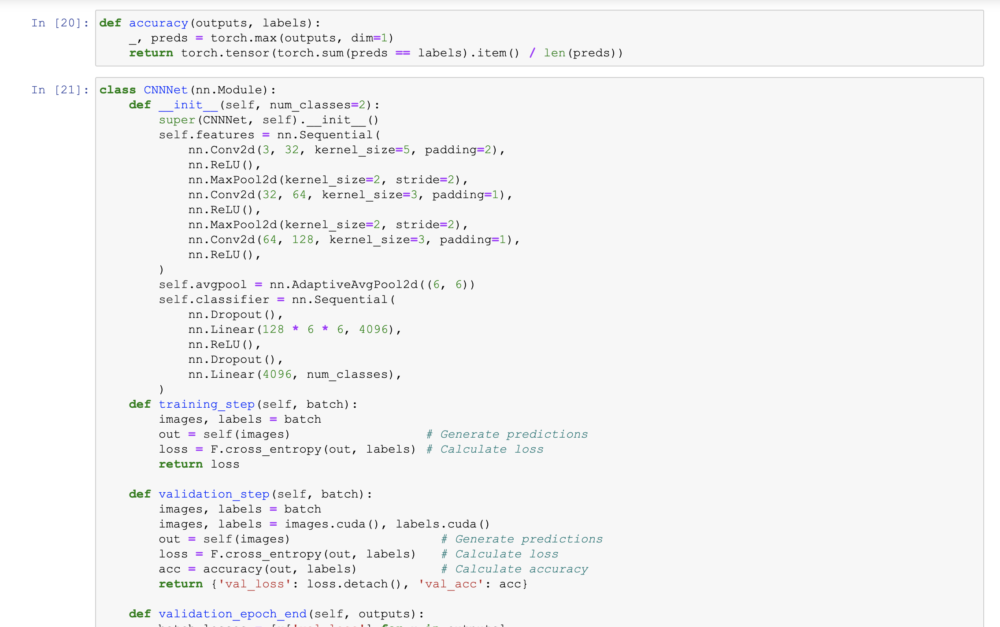 In [20]: def accuracy(outputs, labels):
    _, preds = torch.max(outputs, dim=1)
    return torch.tensor(torch.sum(preds == labels).item() / len(preds))
In [21]: class CNNNet(nn.Module):
    def __init__(self, num_classes=2):
        super(CNNNet, self).__init__()
        self.features = nn.Sequential(
            nn.Conv2d(3, 32, kernel_size=5, padding=2),
            nn.ReLU(),
            nn.MaxPool2d(kernel_size=2, stride=2),
            nn.Conv2d(32, 64, kernel_size=3, padding=1),
            nn.ReLU(),
            nn.MaxPool2d(kernel_size=2, stride=2),
            nn.Conv2d(64, 128, kernel_size=3, padding=1),
            nn.ReLU(),
        )
        self.avgpool = nn.AdaptiveAvgPool2d((6, 6))
        self.classifier = nn.Sequential(
            nn.Dropout(),
            nn.Linear(128 * 6 * 6, 4096),
            nn.ReLU(),
            nn.Dropout(),
            nn.Linear(4096, num_classes),
        )
    def training_step(self, batch):
        images, labels = batch
        out = self(images)                  # Generate predictions
        loss = F.cross_entropy(out, labels) # Calculate loss
        return loss
    def validation_step(self, batch):
        images, labels = batch
        images, labels = images.cuda(), labels.cuda()
        out = self(images)                    # Generate predictions
        loss = F.cross_entropy(out, labels)   # Calculate loss
        acc = accuracy(out, labels)           # Calculate accuracy
        return {'val_loss': loss.detach(), 'val_acc': acc}
    def validation_epoch_end(self, outputs):